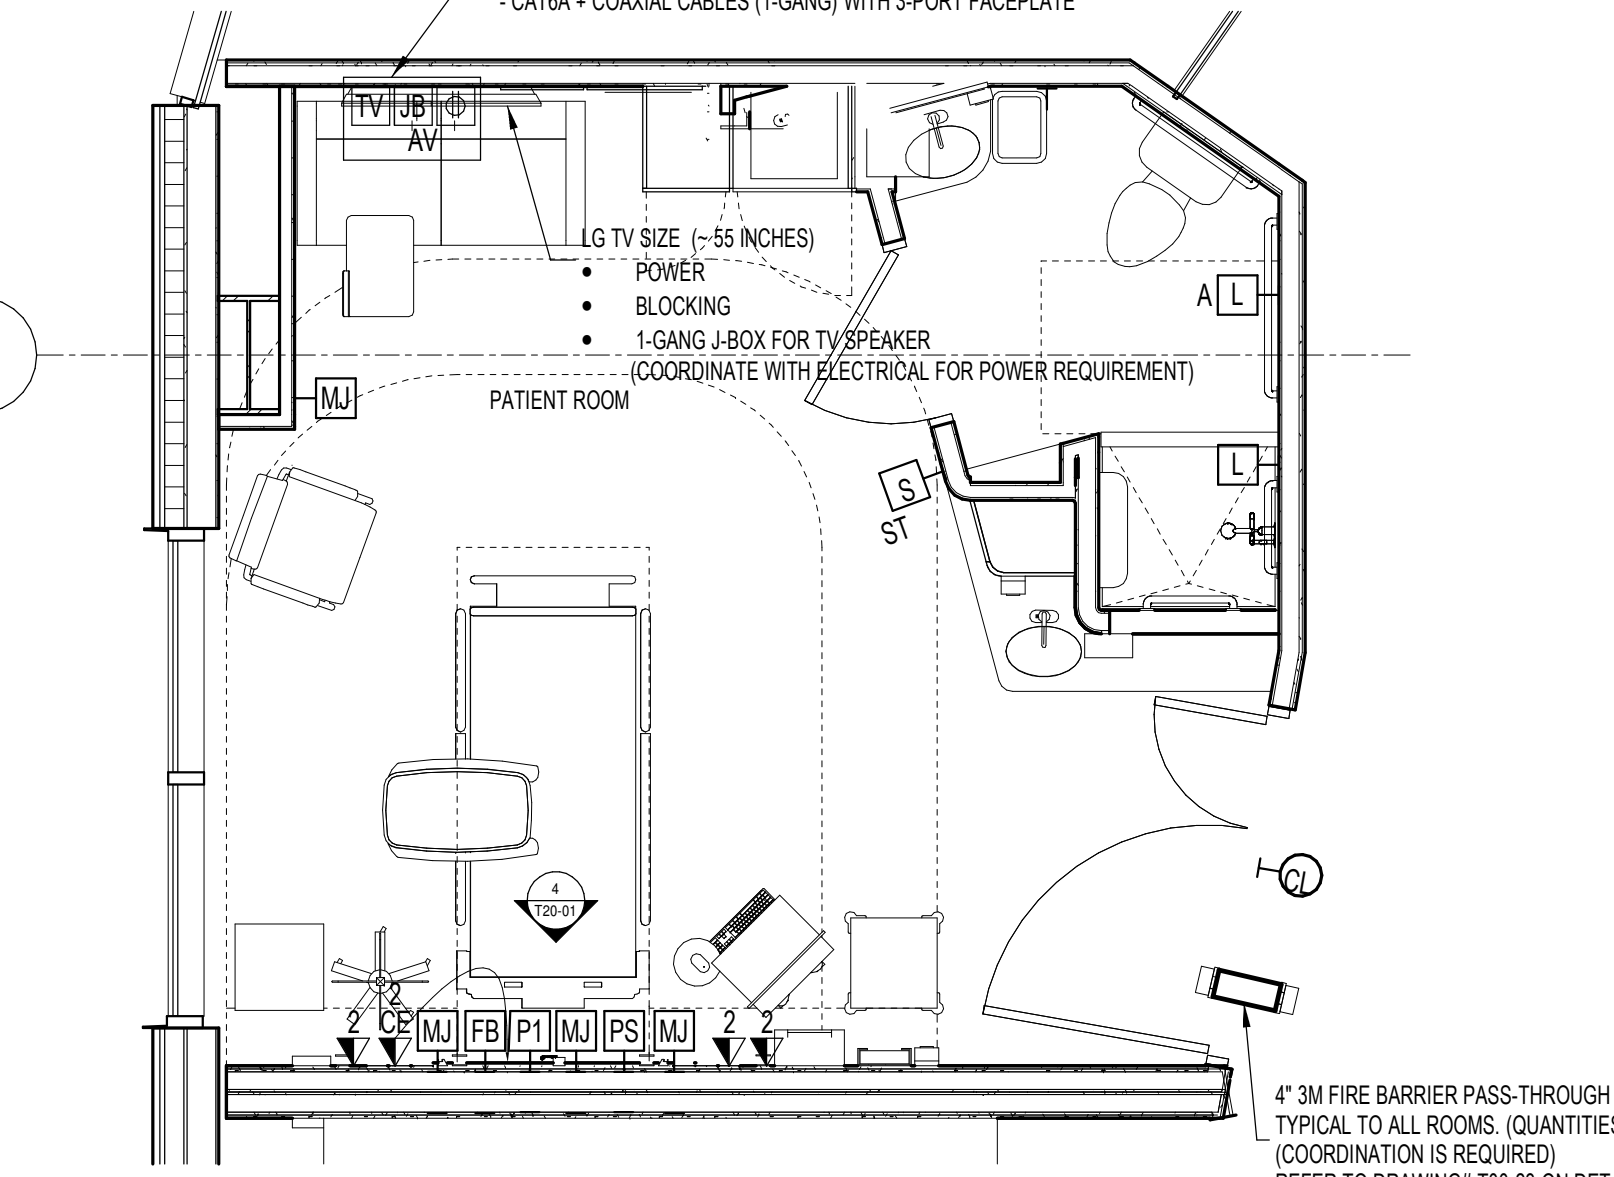 - CAT6A + COAXIAL CABLES (1-GANG) WITH 3-PORT FACEPLATE
TV JB
AV
LG TV SIZE (~ 55 INCHES)
• POWER
• BLOCKING
• 1-GANG J-BOX FOR TV SPEAKER
(COORDINATE WITH ELECTRICAL FOR POWER REQUIREMENT)
A L
MJ
PATIENT ROOM
L
S
ST
4
T20-01
CL
2
2 CE MJ FB P1 MJ PS MJ 2 2
4" 3M FIRE BARRIER PASS-THROUGH
TYPICAL TO ALL ROOMS. (QUANTITIES
(COORDINATION IS REQUIRED)
REFER TO DRAWING#